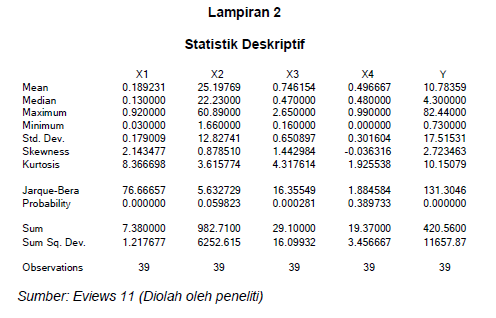 Lampiran 2
Statistik Deskriptif
X1 X2 X3 X4 Y
Mean 0.189231 25.19769 0.746154 0.496667 10.78359
Median 0.130000 22.23000 0.470000 0.480000 4.300000
Maximum 0.920000 60.89000 2.650000 0.990000 82.44000
Minimum 0.030000 1.660000 0.160000 0.000000 0.730000
Std. Dev. 0.179009 12.82741 0.650897 0.301604 17.51531
Skewness 2.143477 0.878510 1.442984 -0.036316 2.723463
Kurtosis 8.366698 3.615774 4.317614 1.925538 10.15079
Jarque-Bera 76.66657 5.632729 16.35549 1.884584 131.3046
Probability 0.000000 0.059823 0.000281 0.389733 0.000000
Sum 7.380000 982.7100 29.10000 19.37000 420.5600
Sum Sq. Dev. 1.217677 6252.615 16.09932 3.456667 11657.87
Observations 39 39 39 39 39
Sumber: Eviews 11 (Diolah oleh peneliti)